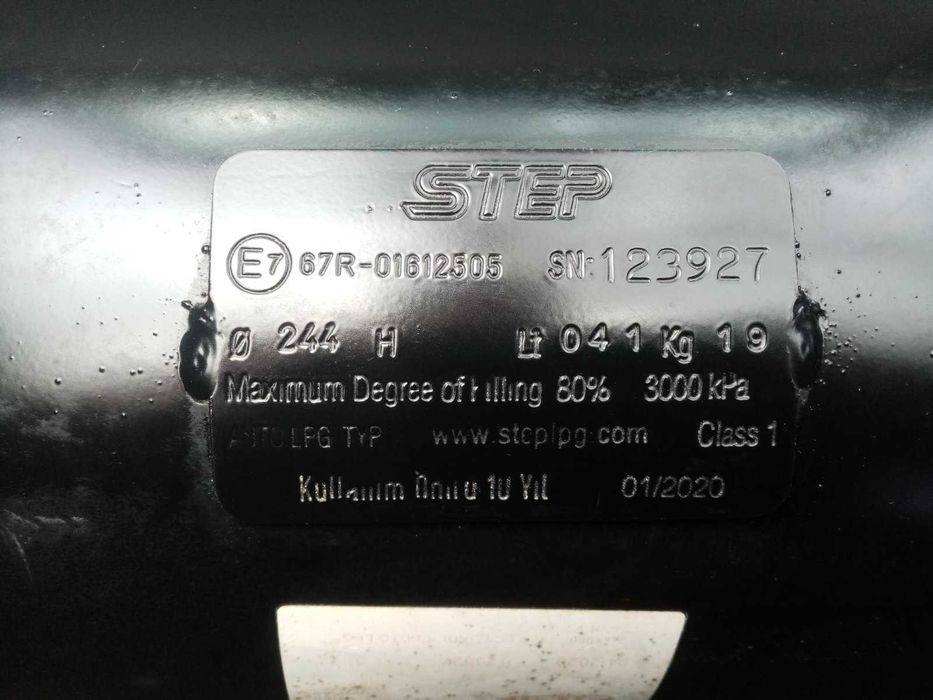 STEP
E7 67R-01612505 SN: 123927
Ø 244 H Lt 041 Kg 19
Maximum Degree of Filling 80% 3000 kPa
AUTO LPG TYP www.steplpg.com Class 1
Kullanım Ömrü 10 Yıl 01/2020